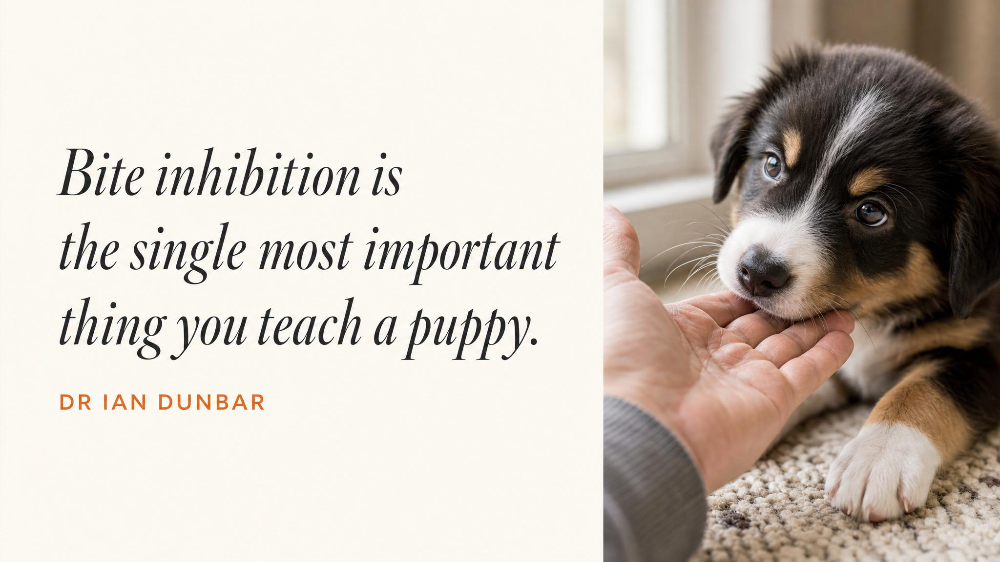 Bite inhibition is
the single most important
thing you teach a puppy.
DR IAN DUNBAR